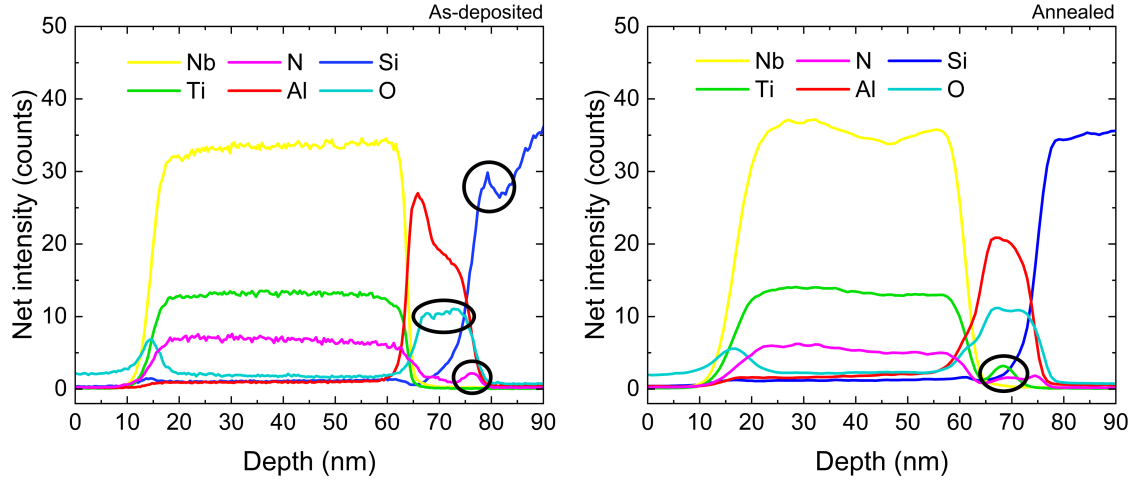 As-deposited
50
40
30
20
10
0
Nb N Si
Ti Al O
Net intensity (counts)
0 10 20 30 40 50 60 70 80 90
Depth (nm)
Annealed
50
40
30
20
10
0
Nb N Si
Ti Al O
Net intensity (counts)
0 10 20 30 40 50 60 70 80 90
Depth (nm)